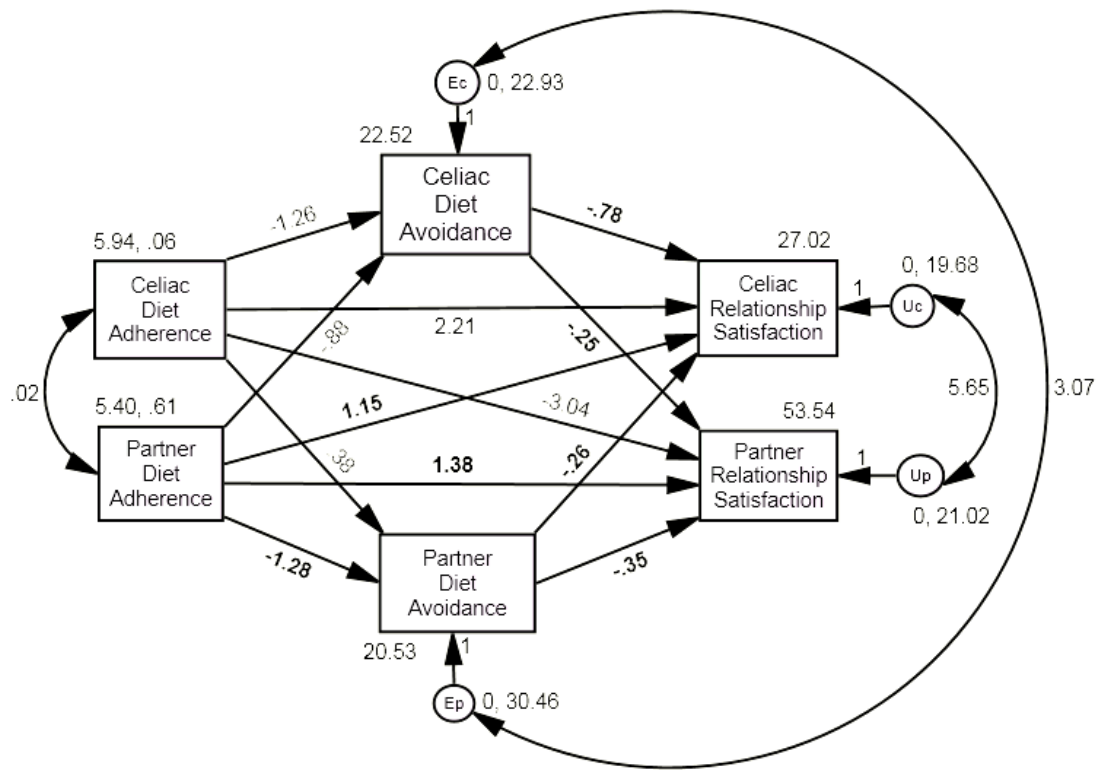 Ec
0, 22.93
1
22.52
Celiac
Diet
Avoidance
-1.26
-.78
5.94, .06
27.02
Celiac
Diet
Adherence
Celiac
Relationship
Satisfaction
0, 19.68
1
Uc
2.21
-.88
-.25
.02
5.40, .61
1.15
-3.04
5.65
3.07
53.54
Partner
Diet
Adherence
.38
1.38
-.26
Partner
Relationship
Satisfaction
1
Up
0, 21.02
-1.28
-.35
Partner
Diet
Avoidance
20.53
1
Ep
0, 30.46